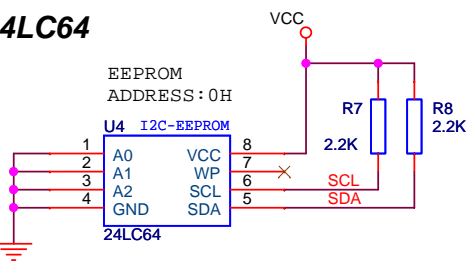 4LC64
VCC
EEPROM
ADDRESS:0H
U4 I2C-EEPROM
R7
2.2K
R8
2.2K
1 A0
2 A1
3 A2
4 GND
VCC 8
WP 7
SCL 6 SCL
SDA 5 SDA
24LC64